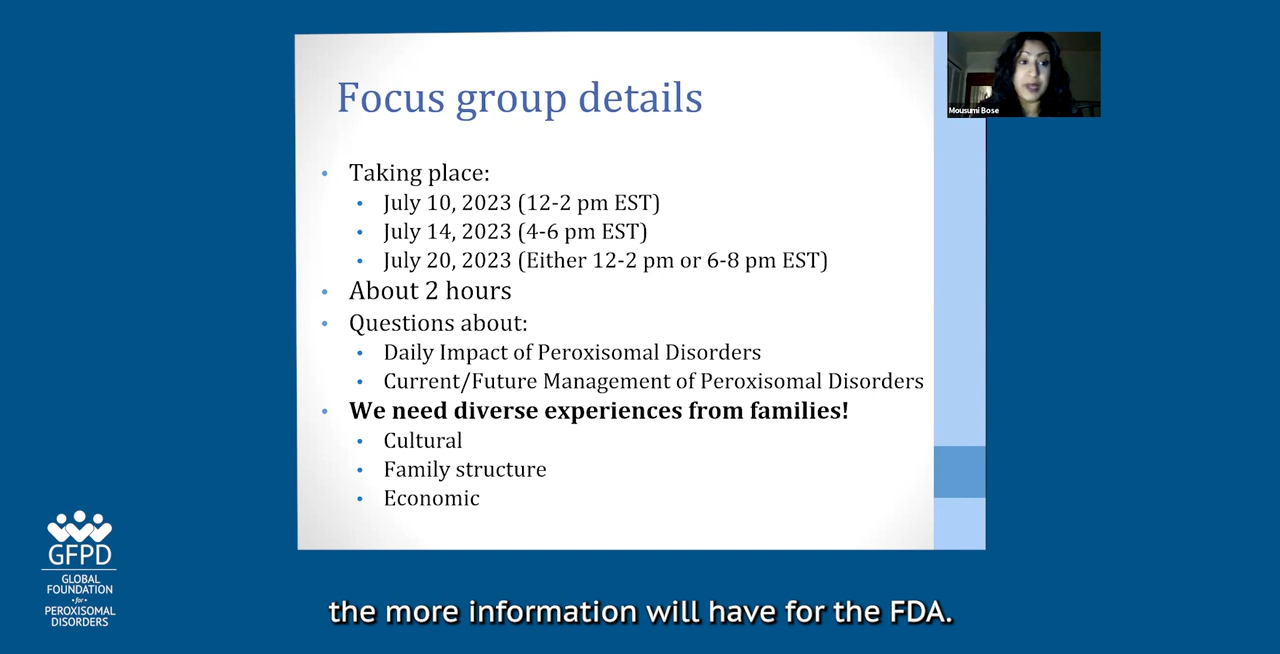 Focus group details
Mousumi Bose
• Taking place:
• July 10, 2023 (12-2 pm EST)
• July 14, 2023 (4-6 pm EST)
• July 20, 2023 (Either 12-2 pm or 6-8 pm EST)
• About 2 hours
• Questions about:
• Daily Impact of Peroxisomal Disorders
• Current/Future Management of Peroxisomal Disorders
• We need diverse experiences from families!
• Cultural
• Family structure
• Economic
GFPD
GLOBAL
FOUNDATION
•for•
PEROXISOMAL
DISORDERS
the more information will have for the FDA.